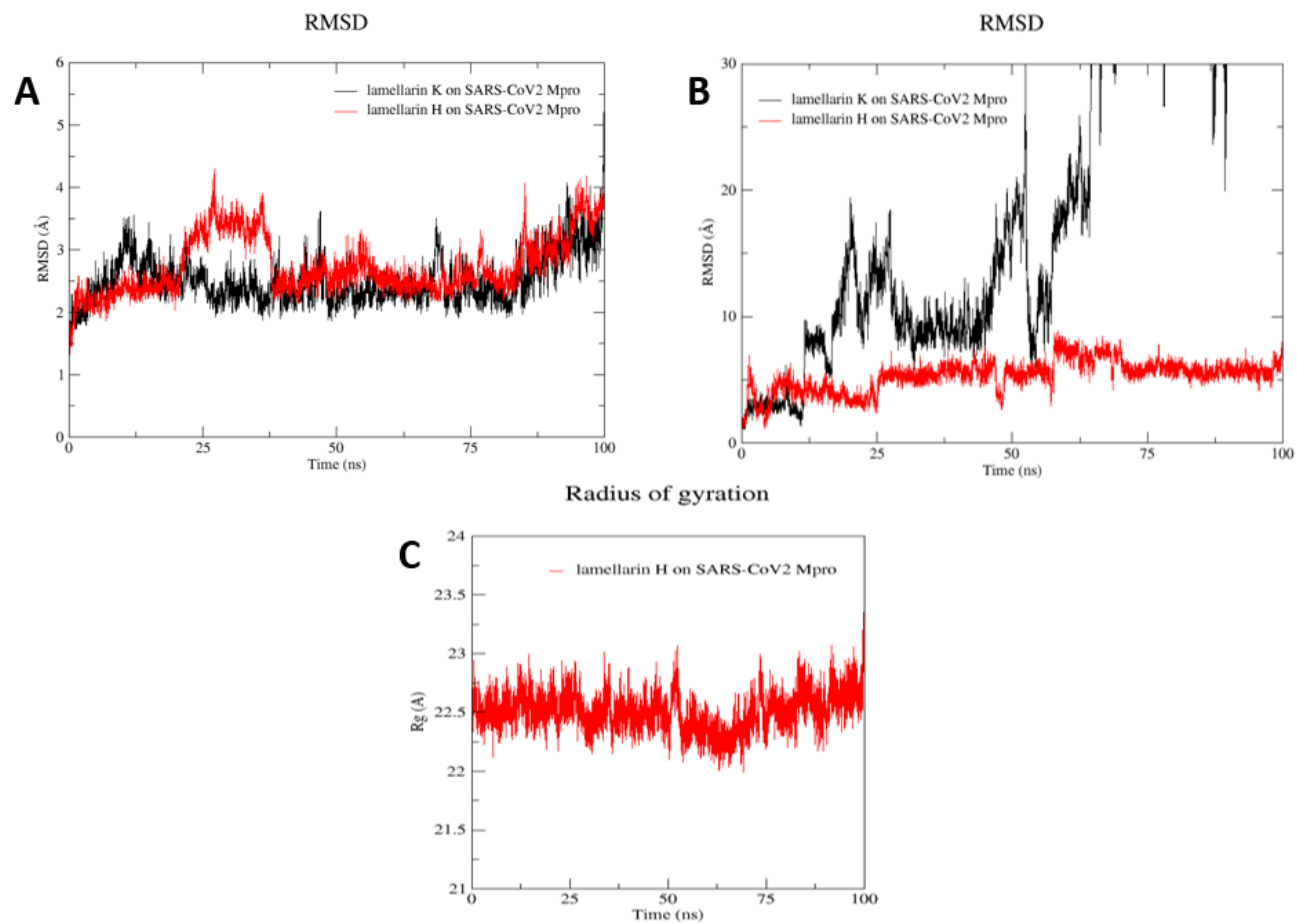 RMSD
A
6
5
4
3
2
1
0
RMSD (Å)
lamellarin K on SARS-CoV2 Mpro
lamellarin H on SARS-CoV2 Mpro
0 25 50 75 100
Time (ns)
RMSD
B
30
20
10
0
RMSD (Å)
lamellarin K on SARS-CoV2 Mpro
lamellarin H on SARS-CoV2 Mpro
0 25 50 75 100
Time (ns)
Radius of gyration
C
24
23.5
23
22.5
22
21.5
21
Rg (A)
lamellarin H on SARS-CoV2 Mpro
0 25 50 75 100
Time (ns)